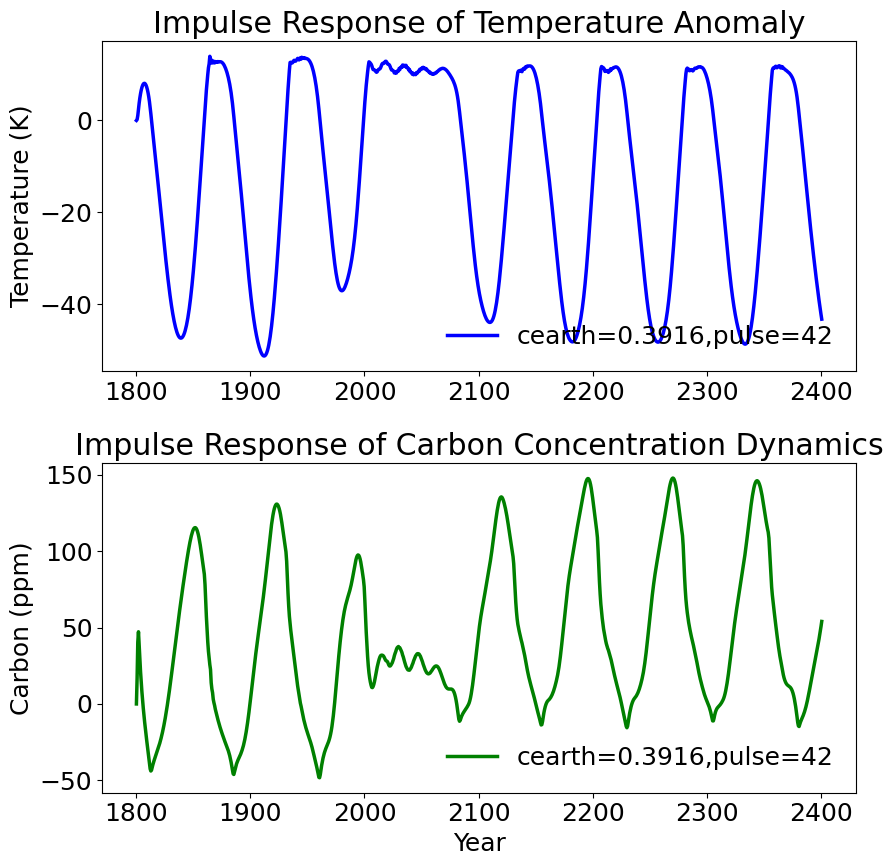 Impulse Response of Temperature Anomaly
Temperature (K)
0
−20
−40
cearth=0.3916,pulse=42
1800 1900 2000 2100 2200 2300 2400
Impulse Response of Carbon Concentration Dynamics
Carbon (ppm)
150
100
50
0
−50
cearth=0.3916,pulse=42
1800 1900 2000 2100 2200 2300 2400
Year